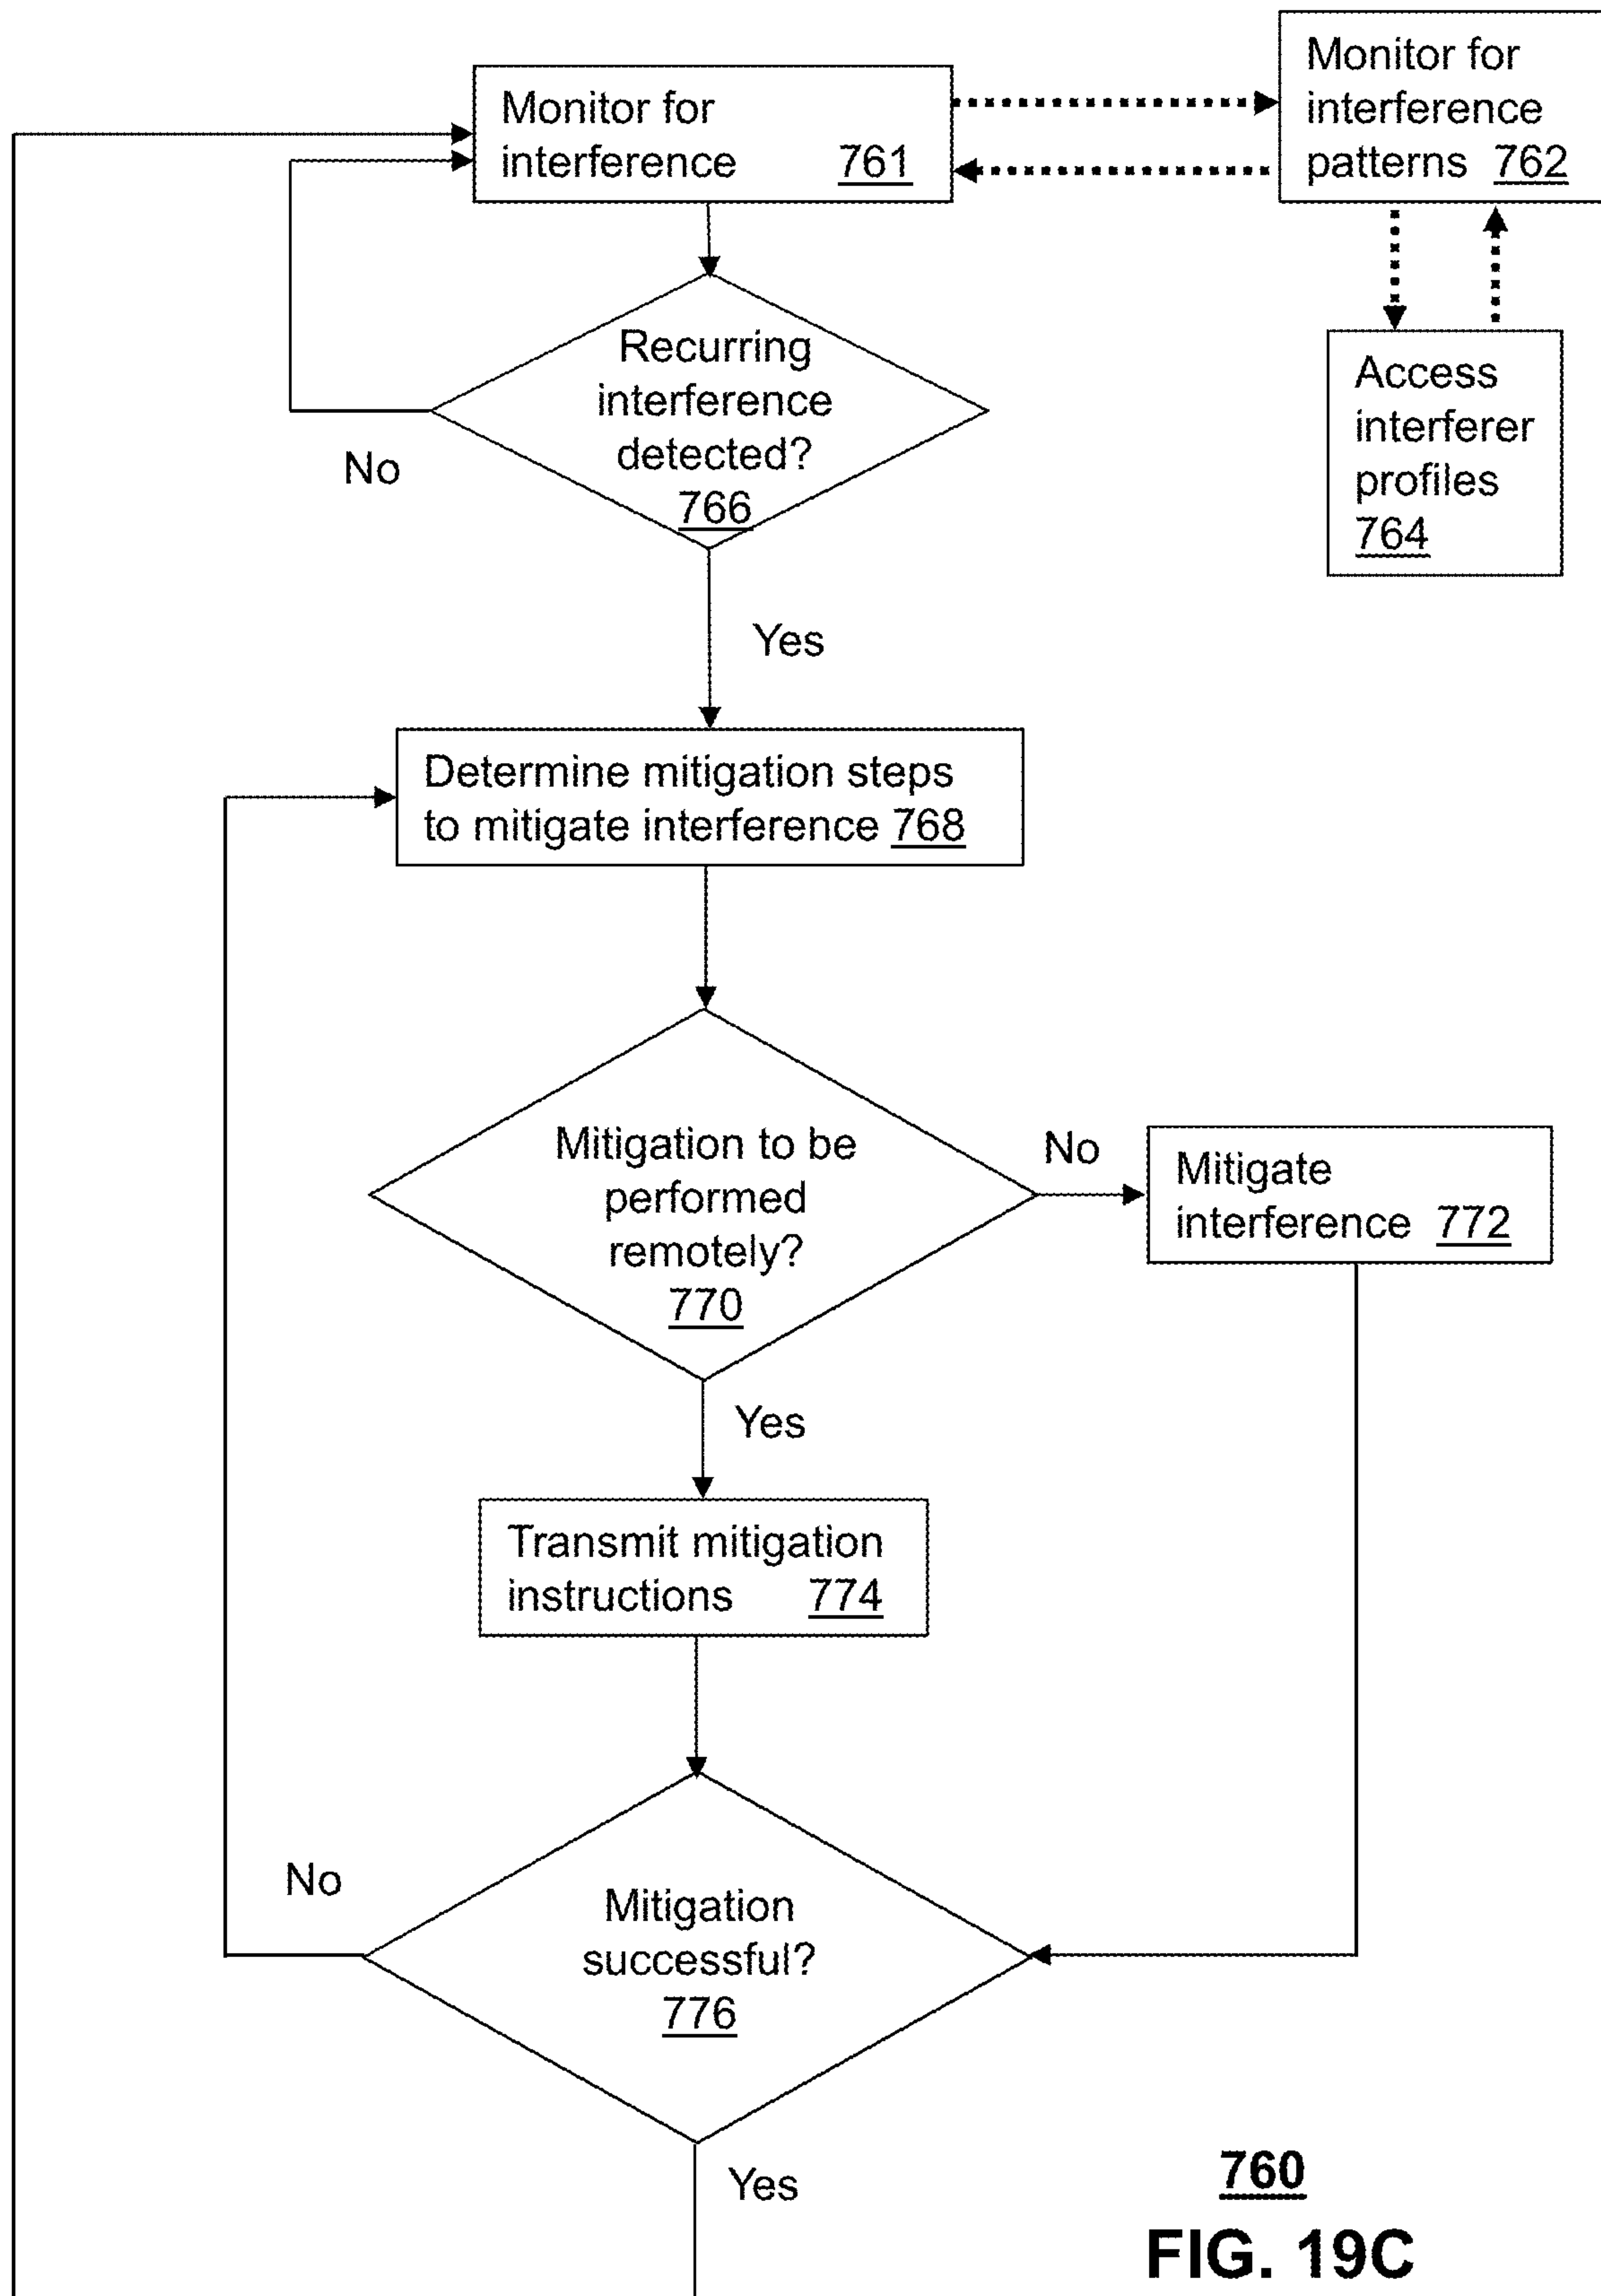 Monitor for
interference 761
Monitor for
interference
patterns 762
Recurring
interference
detected?
766
No
Yes
Access
interferer
profiles
764
Determine mitigation steps
to mitigate interference 768
Mitigation to be
performed
remotely?
770
No
Mitigate
interference 772
Yes
Transmit mitigation
instructions 774
No
Mitigation
successful?
776
Yes
760
FIG. 19C